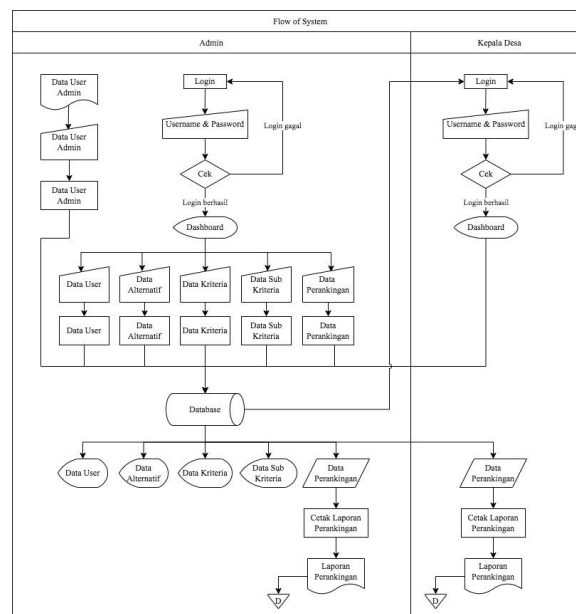 Flow of System
Admin
Kepala Desa
Data User
Admin
Login
Login
Data User
Admin
Username & Password
Login gagal
Username & Password
Login gagal
Data User
Admin
Cek
Cek
Login berhasil
Login berhasil
Dashboard
Dashboard
Data User
Data
Alternatif
Data Kriteria
Data Sub
Kriteria
Data
Perankingan
Data User
Data
Alternatif
Data Kriteria
Data Sub
Kriteria
Data
Perankingan
Database
Data User
Data
Alternatif
Data Kriteria
Data Sub
Kriteria
Data
Perankingan
Data
Perankingan
Cetak Laporan
Perankingan
Cetak Laporan
Perankingan
Laporan
Perankingan
Laporan
Perankingan
D
D